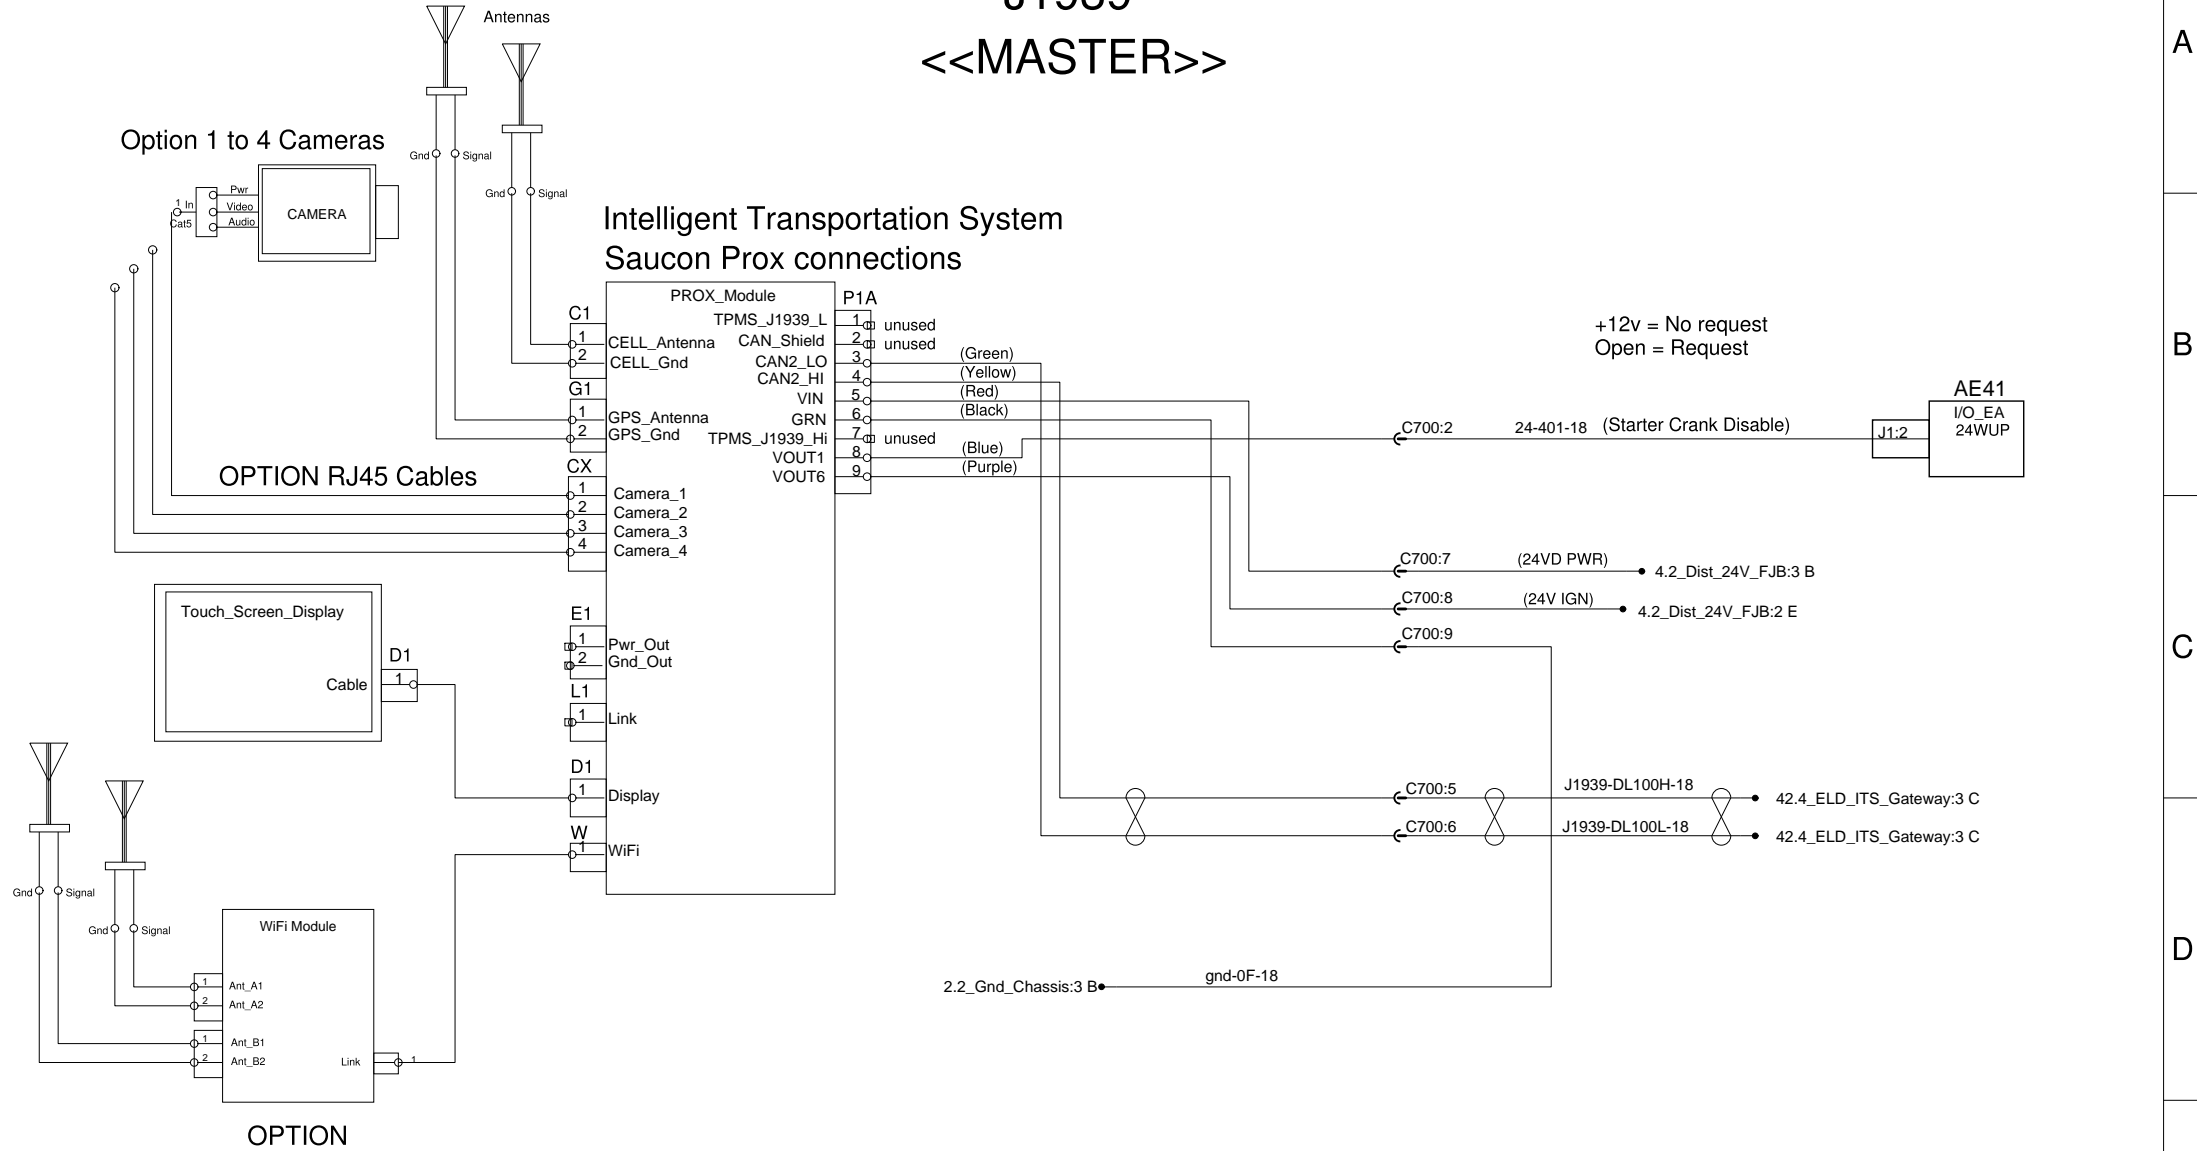 J1939
<<MASTER>>
A
B
C
D
Antennas
Gnd
Signal
Gnd
Signal
Option 1 to 4 Cameras
CAMERA
Pwr
Video
Audio
1 In
Cat5
Intelligent Transportation System
Saucon Prox connections
PROX_Module
C1
1 CELL_Antenna
2 CELL_Gnd
G1
1 GPS_Antenna
2 GPS_Gnd
CX
1 Camera_1
2 Camera_2
3 Camera_3
4 Camera_4
OPTION RJ45 Cables
E1
1 Pwr_Out
2 Gnd_Out
L1
1 Link
D1
1 Display
W
1 WiFi
P1A
TPMS_J1939_L 1 unused
CAN_Shield 2 unused
CAN2_LO 3 (Green)
CAN2_HI 4 (Yellow)
VIN 5 (Red)
GRN 6 (Black)
TPMS_J1939_Hi 7 unused
VOUT1 8 (Blue)
VOUT6 9 (Purple)
+12v = No request
Open = Request
AE41
I/O_EA
24WUP
J1:2
C700:2 24-401-18 (Starter Crank Disable)
C700:7 (24VD PWR) 4.2_Dist_24V_FJB:3 B
C700:8 (24V IGN) 4.2_Dist_24V_FJB:2 E
C700:9
C700:5 J1939-DL100H-18 42.4_ELD_ITS_Gateway:3 C
C700:6 J1939-DL100L-18 42.4_ELD_ITS_Gateway:3 C
2.2_Gnd_Chassis:3 B gnd-0F-18
Touch_Screen_Display
D1
Cable 1
Gnd
Signal
Gnd
Signal
WiFi Module
1 Ant_A1
2 Ant_A2
1 Ant_B1
2 Ant_B2
Link 1
OPTION